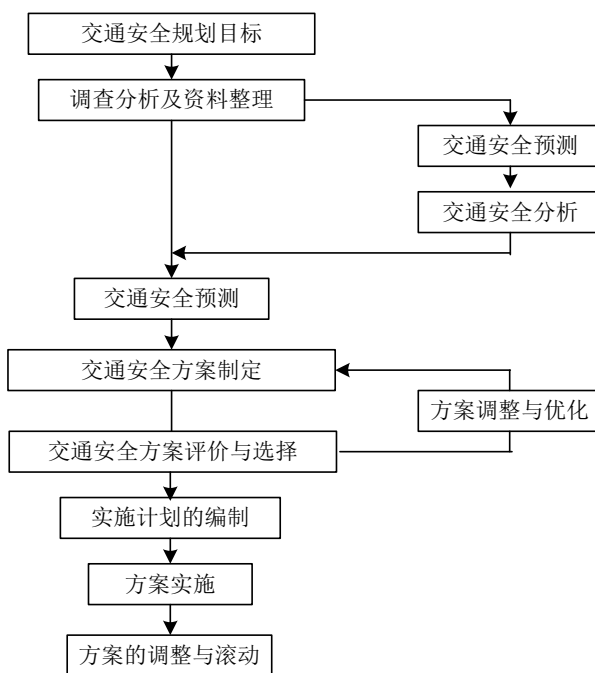 交通安全规划目标
调查分析及资料整理
交通安全预测
交通安全分析
交通安全预测
交通安全方案制定
方案调整与优化
交通安全方案评价与选择
实施计划的编制
方案实施
方案的调整与滚动